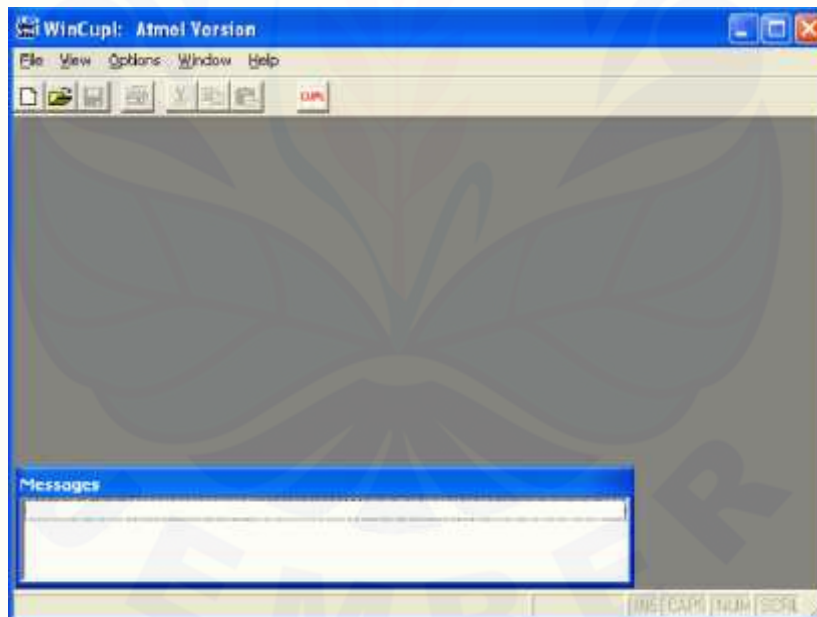 WinCupl: Atmel Version
File View Options Window Help
CUPL
Messages
INS CAPS NUM SCRL